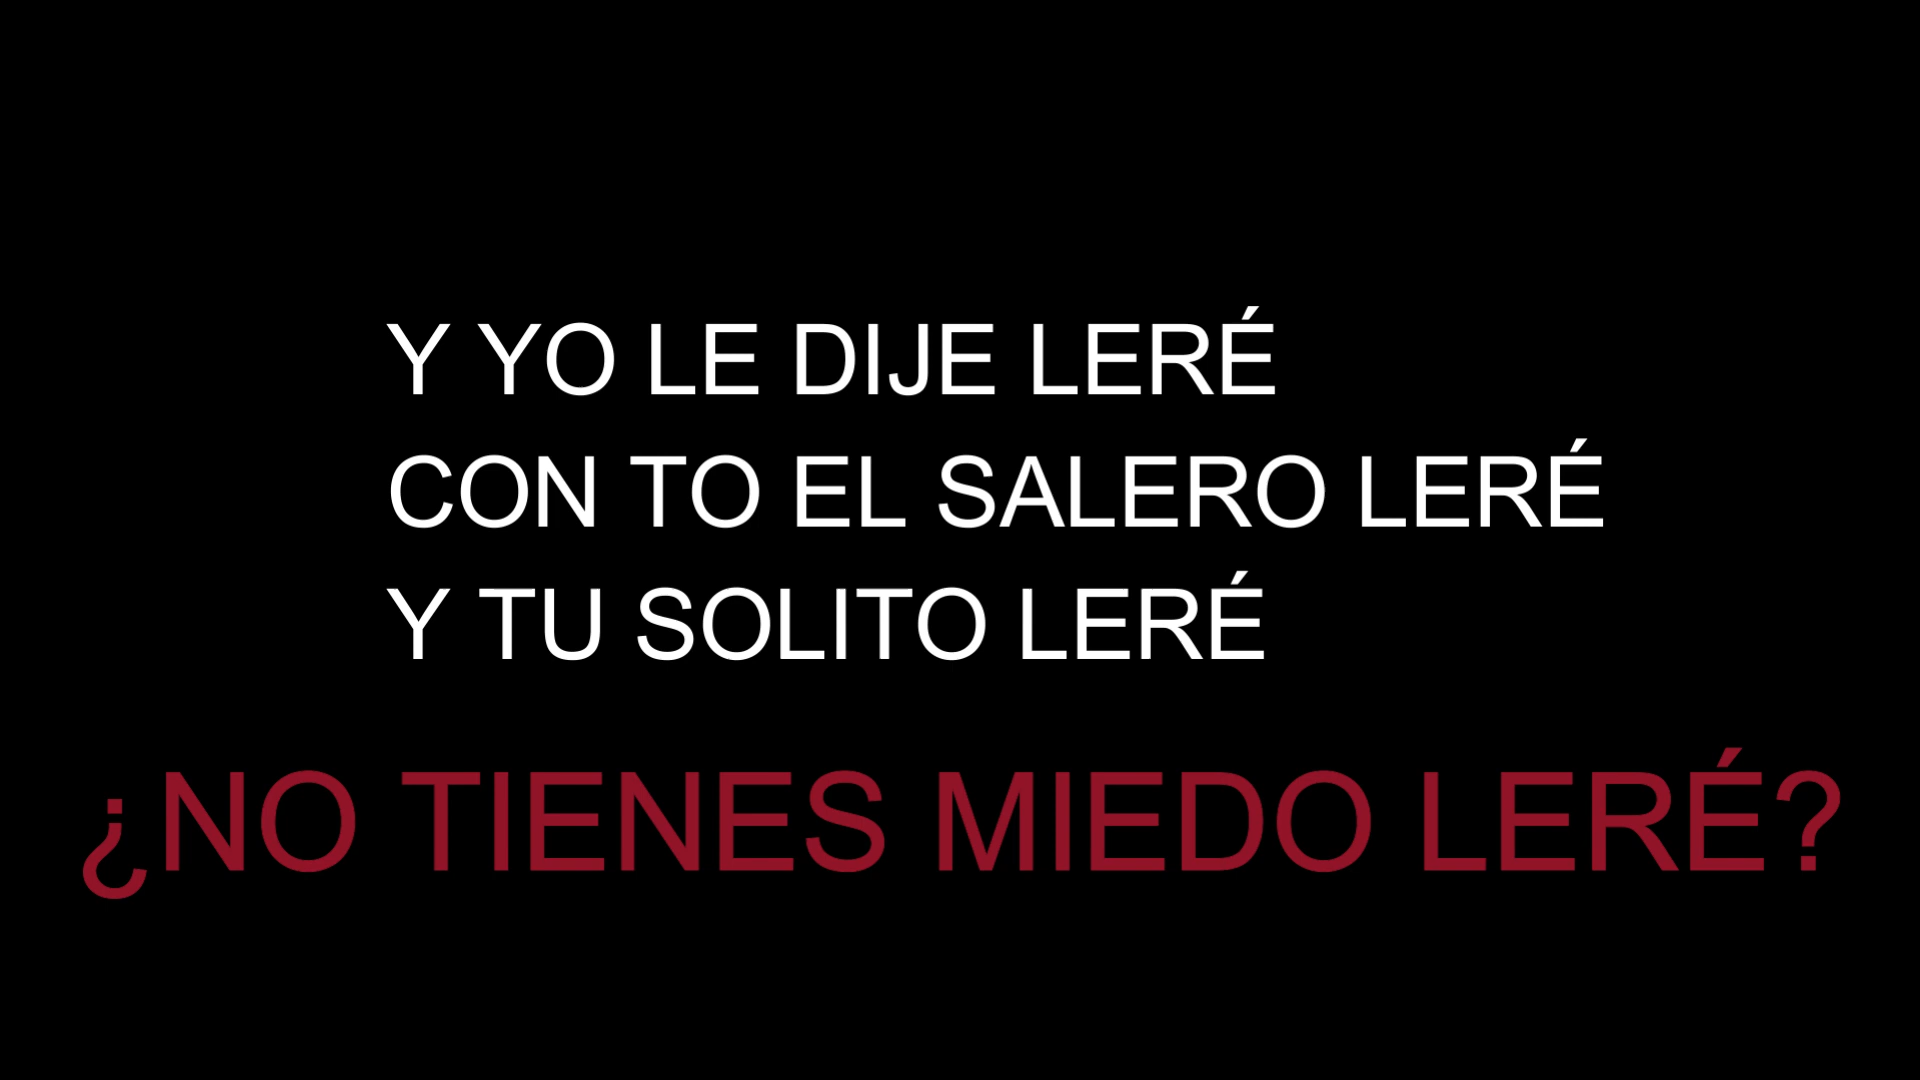 Y YO LE DIJE LERÉ
CON TO EL SALERO LERÉ
Y TU SOLITO LERÉ
¿NO TIENES MIEDO LERÉ?